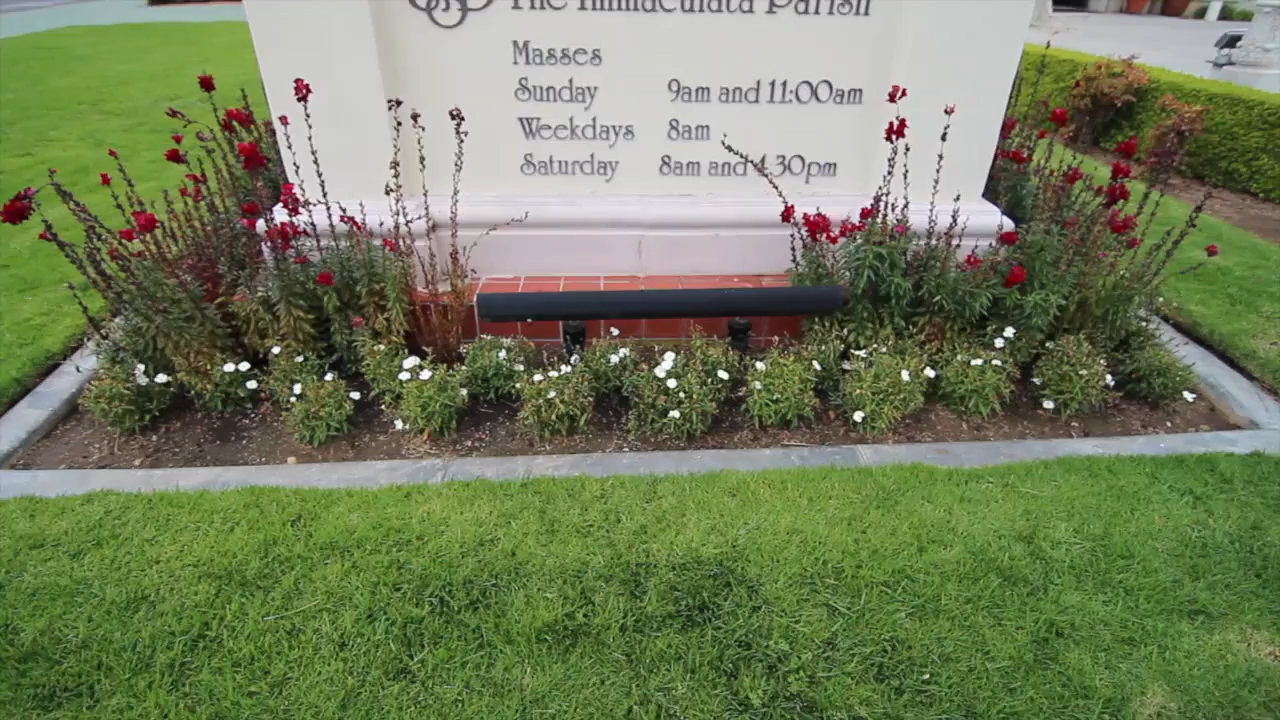 The Immaculata Parish
Masses
Sunday 9am and 11:00am
Weekdays 8am
Saturday 8am and 4.30pm